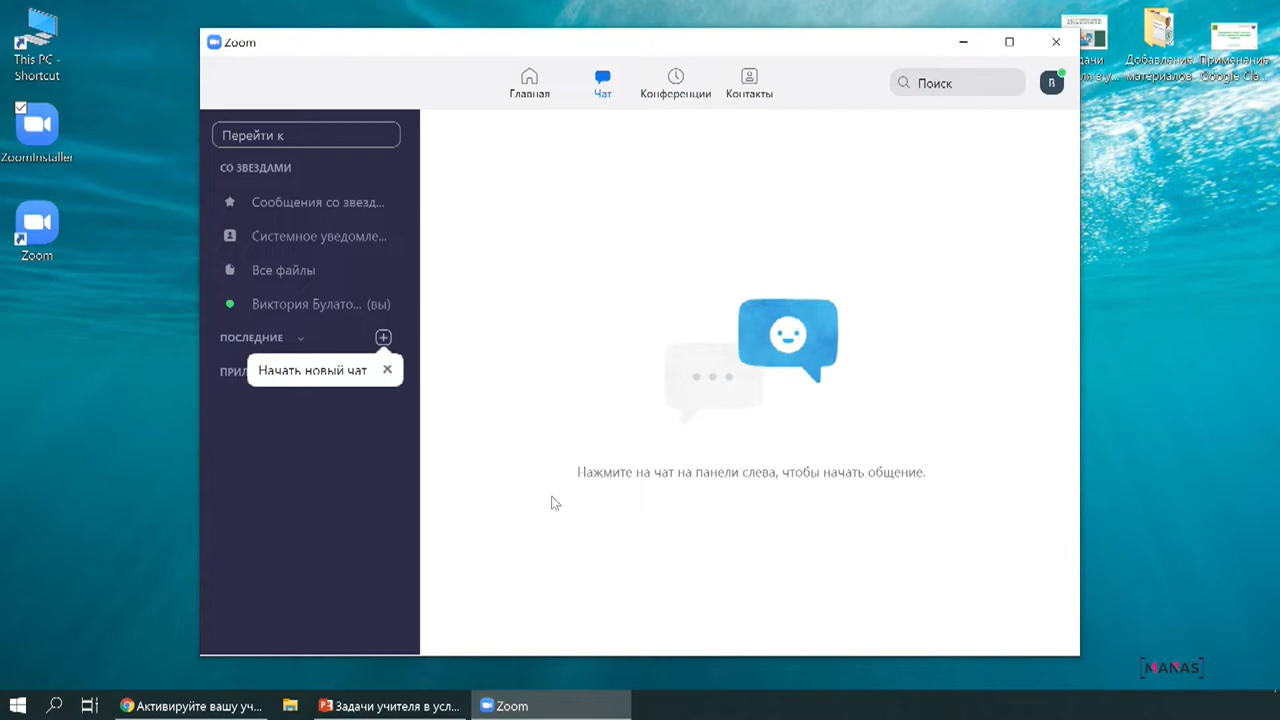 This PC -
Shortcut
ZoomInstaller
Zoom
Zoom
Главная
Чат
Конференции
Контакты
Поиск
В
Перейти к
СО ЗВЕЗДАМИ
Сообщения со звезд...
Системное уведомле...
Все файлы
Виктория Булато... (вы)
ПОСЛЕДНИЕ
ПРИЛ
Начать новый чат
Нажмите на чат на панели слева, чтобы начать общение.
Добавление
материалов
Применение
Google Cla...
[MANAS]
Активируйте вашу уч...
Задачи учителя в усл...
Zoom